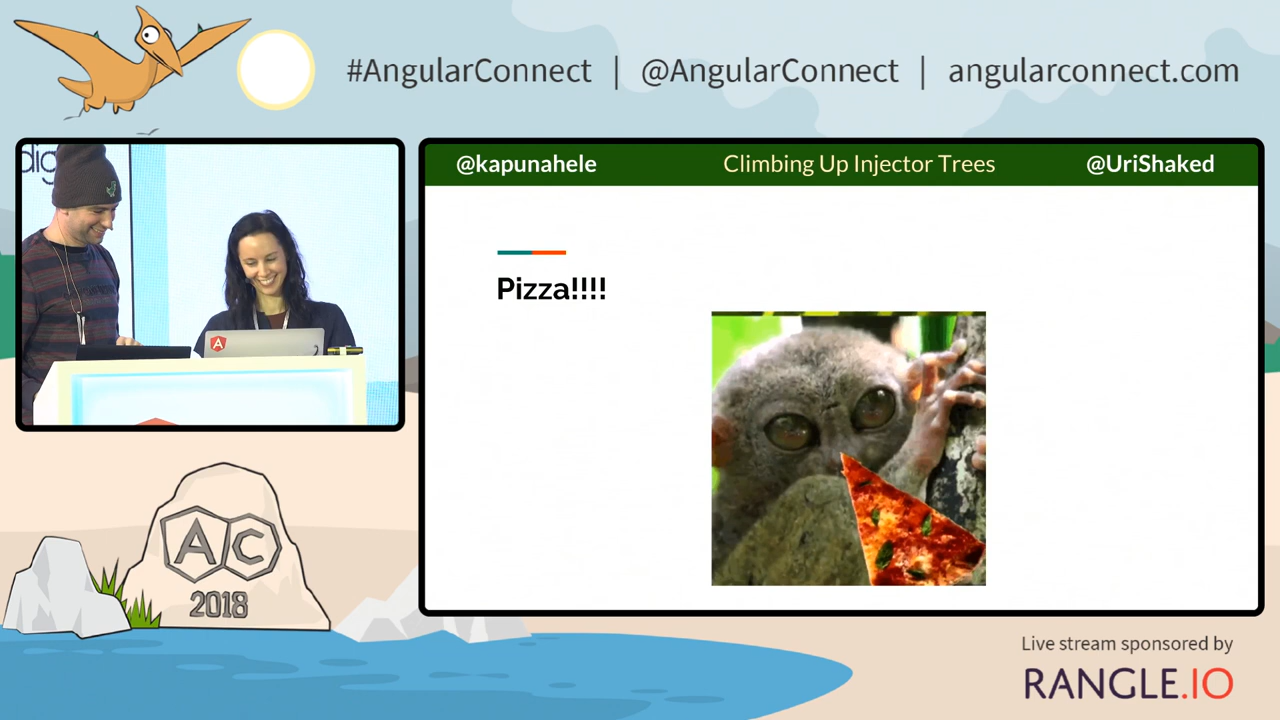 #AngularConnect | @AngularConnect | angularconnect.com
dig
@kapunahele Climbing Up Injector Trees @UriShaked
Pizza!!!!
A
AC
2018
Live stream sponsored by
RANGLE.IO